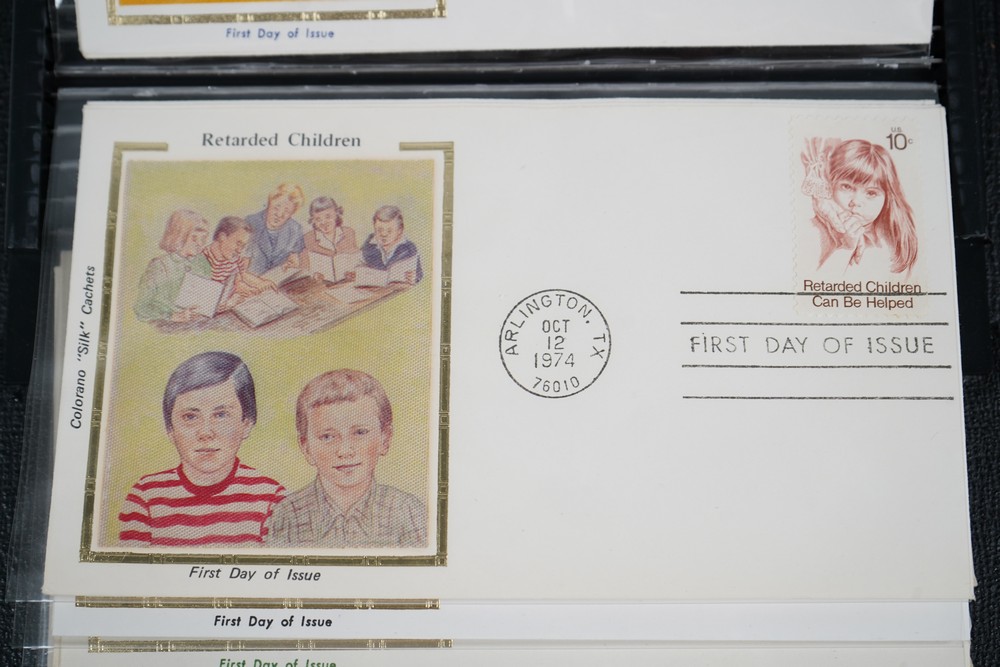 First Day of Issue
Retarded Children
Colorano "Silk" Cachets
First Day of Issue
U.S.
10c
Retarded Children
Can Be Helped
ARLINGTON, TX
OCT
12
1974
76010
FIRST DAY OF ISSUE
First Day of Issue
First Day of Issue